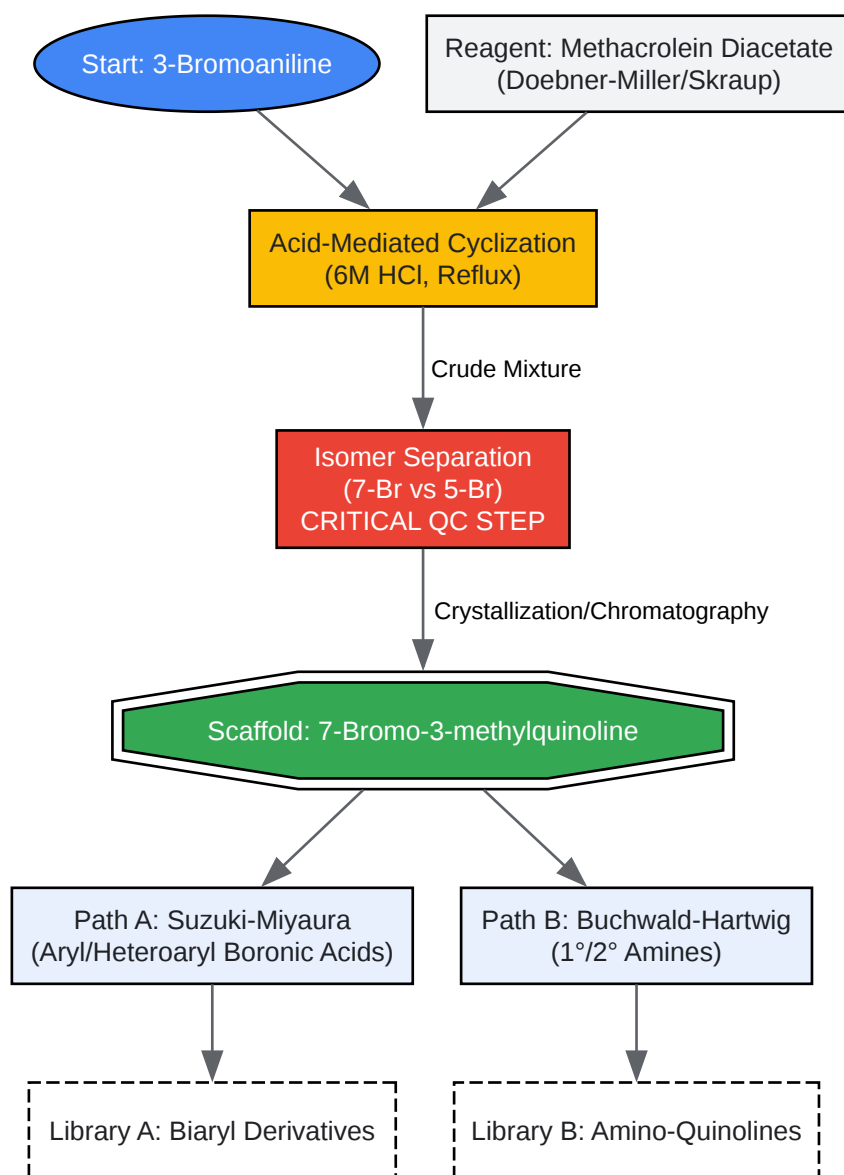 Start: 3-Bromoaniline
Reagent: Methacrolein Diacetate
(Doebner-Miller/Skraup)
Acid-Mediated Cyclization
(6M HCl, Reflux)
Crude Mixture
Isomer Separation
(7-Br vs 5-Br)
CRITICAL QC STEP
Crystallization/Chromatography
Scaffold: 7-Bromo-3-methylquinoline
Path A: Suzuki-Miyaura
(Aryl/Heteroaryl Boronic Acids)
Path B: Buchwald-Hartwig
(1°/2° Amines)
Library A: Biaryl Derivatives
Library B: Amino-Quinolines